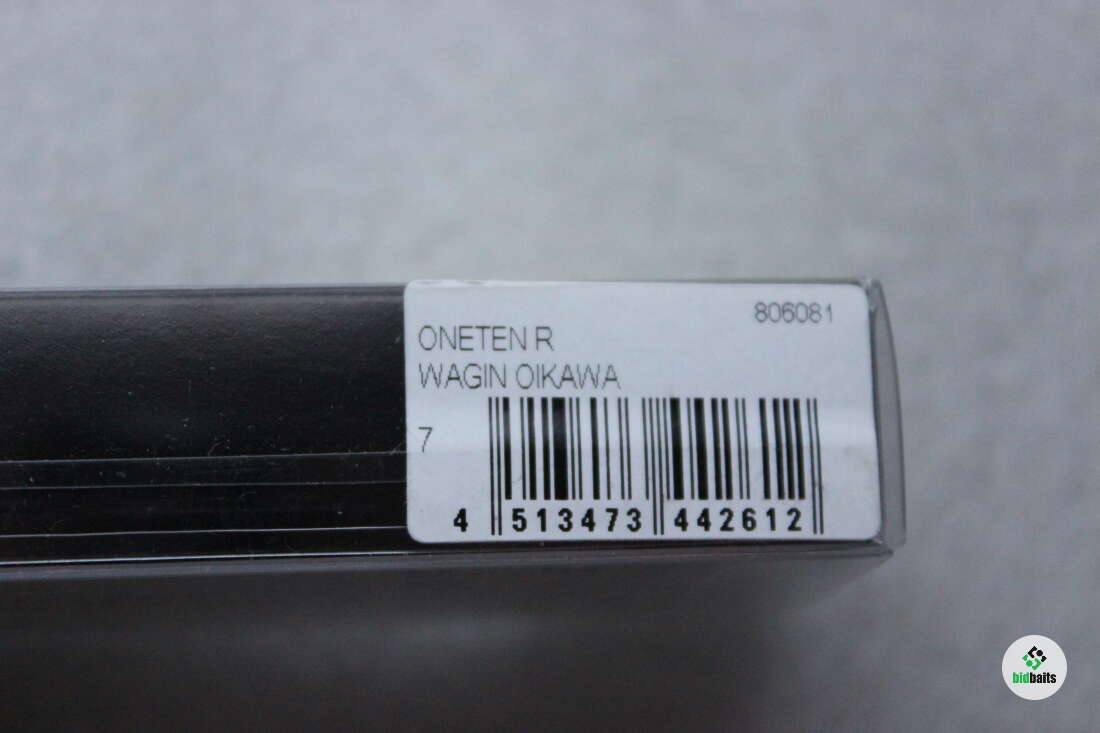 806081
ONETEN R
WAGIN OIKAWA
7
4 513473 442612
bidbaits